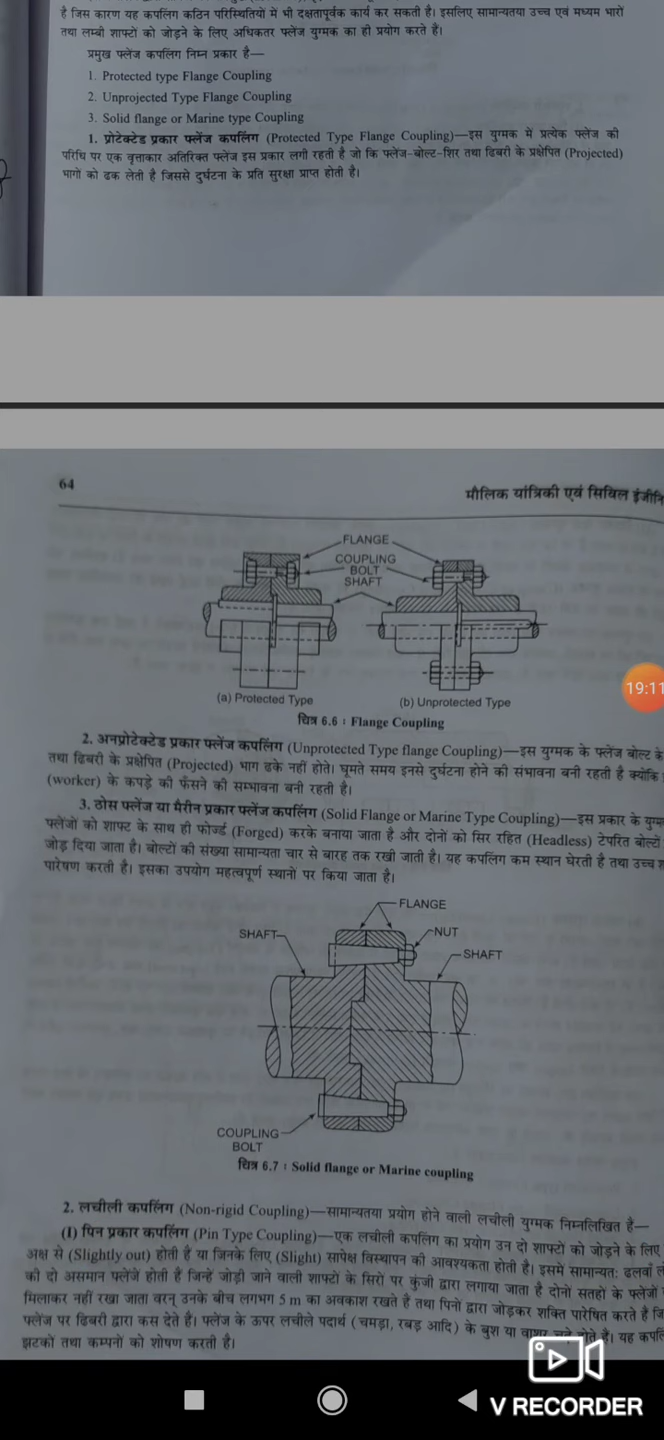 है जिस कारण यह कपलिंग कठिन परिस्थितियों में भी दक्षतापूर्वक कार्य कर सकती है। इसलिए सामान्यतया उच्च एवं मध्यम भारों
तथा लम्बी शाफ्टों को जोड़ने के लिए अधिकतर फ्लेंज युग्मक का ही प्रयोग करते हैं।
प्रमुख फ्लेंज कपलिंग निम्न प्रकार है—
1. Protected type Flange Coupling
2. Unprojected Type Flange Coupling
3. Solid flange or Marine type Coupling
1. प्रोटेक्टेड प्रकार फ्लेंज कपलिंग (Protected Type Flange Coupling)—इस युग्मक में प्रत्येक फ्लेंज की
परिधि पर एक वृत्ताकार अतिरिक्त फ्लेंज इस प्रकार लगी रहती है जो कि फ्लेंज-बोल्ट-शिर तथा ढिबरी के प्रक्षेपित (Projected)
भागों को ढक लेती है जिससे दुर्घटना के प्रति सुरक्षा प्राप्त होती है।
64
मौलिक यांत्रिकी एवं सिविल
FLANGE
COUPLING
BOLT
SHAFT
(a) Protected Type
(b) Unprotected Type
चित्र 6.6 : Flange Coupling
19:11
2. अनप्रोटेक्टेड प्रकार फ्लेंज कपलिंग (Unprotected Type flange Coupling)—इस युग्मक के फ्लेंज बोल्ट के
तथा ढिबरी के प्रक्षेपित (Projected) भाग ढके नहीं होते। घूमते समय इनसे दुर्घटना होने की संभावना बनी रहती है क्योंकि
(worker) के कपड़े की फँसने की सम्भावना बनी रहती है।
3. ठोस फ्लेंज या मैरीन प्रकार फ्लेंज कपलिंग (Solid Flange or Marine Type Coupling)—इस प्रकार के
फ्लेंजों को शाफ्ट के साथ ही फोर्ज्ड (Forged) करके बनाया जाता है और दोनों को सिर रहित (Headless) टेपरित बोल्टों
जोड़ दिया जाता है। बोल्टों की संख्या सामान्यता चार से बारह तक रखी जाती है। यह कपलिंग कम स्थान घेरती है तथा उच्च
पारेषण करती है। इसका उपयोग महत्वपूर्ण स्थानों पर किया जाता है।
FLANGE
SHAFT
NUT
SHAFT
COUPLING
BOLT
चित्र 6.7 : Solid flange or Marine coupling
2. लचीली कपलिंग (Non-rigid Coupling)—सामान्यतया प्रयोग होने वाली लचीली युग्मक निम्नलिखित है—
(I) पिन प्रकार कपलिंग (Pin Type Coupling)—एक लचीली कपलिंग का प्रयोग उन दो शाफ्टों को जोड़ने के लिए
अक्ष से (Slightly out) होती हैं या जिनके लिए (Slight) सापेक्ष विस्थापन की आवश्यकता होती है। इसमें सामान्यत: ढलवाँ
की दो असमान फ्लेंजें होती हैं जिन्हें जोड़ी जाने वाली शाफ्टों के सिरों पर कुंजी द्वारा लगाया जाता है दोनों सतहों के फ्लेंजों
मिलाकर नहीं रखा जाता वरन् उनके बीच लगभग 5 m का अवकाश रखते हैं तथा पिनों द्वारा जोड़कर शक्ति पारेषित करते हैं
फ्लेंज पर ढिबरी द्वारा कस देते हैं। फ्लेंज के ऊपर लचीले पदार्थ (चमड़ा, रबड़ आदि) के बुश या वाशर होते हैं। यह
झटकों तथा कम्पनों को शोषण करती है।
V RECORDER